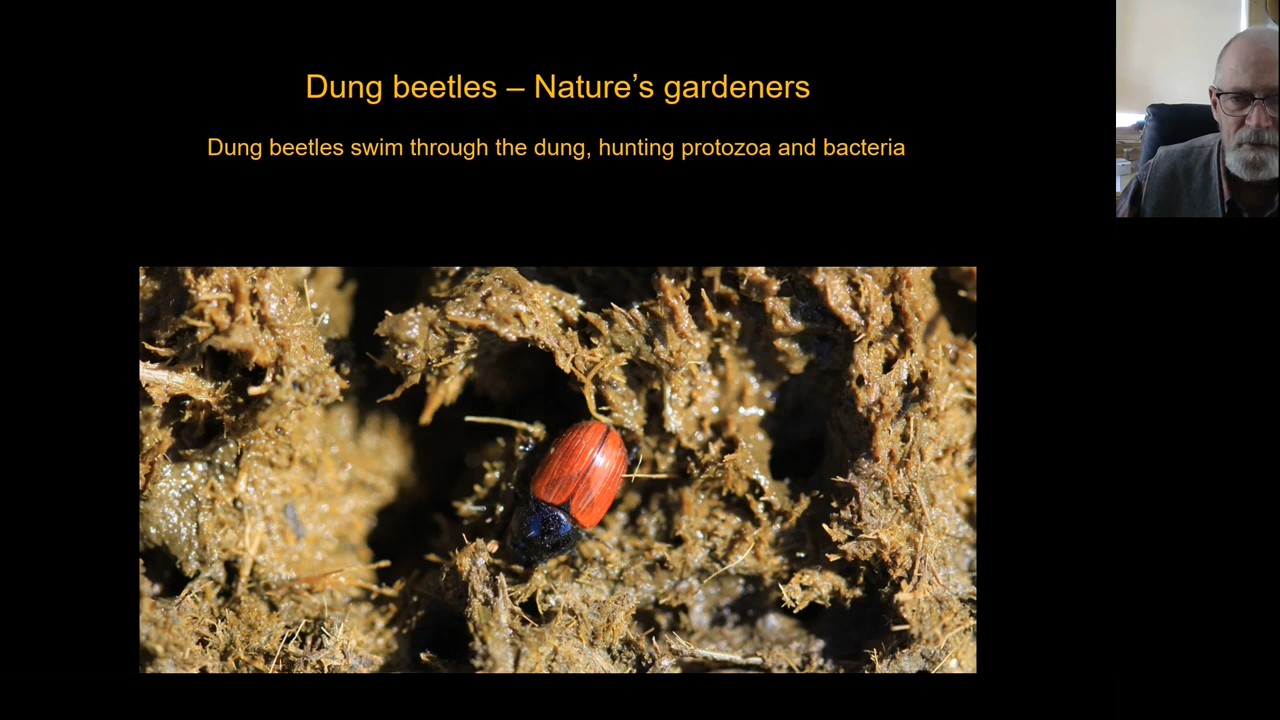 Dung beetles – Nature’s gardeners
Dung beetles swim through the dung, hunting protozoa and bacteria